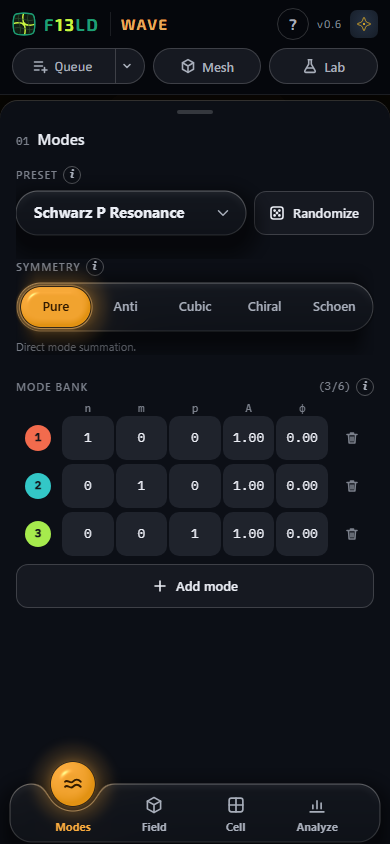 F13LD WAVE ? v0.6
Queue Mesh Lab
01 Modes
PRESET i
Schwarz P Resonance Randomize
SYMMETRY i
Pure Anti Cubic Chiral Schoen
Direct mode summation.
MODE BANK (3/6) i
n m p A ϕ
1 1 0 0 1.00 0.00
2 0 1 0 1.00 0.00
3 0 0 1 1.00 0.00
+ Add mode
Modes Field Cell Analyze